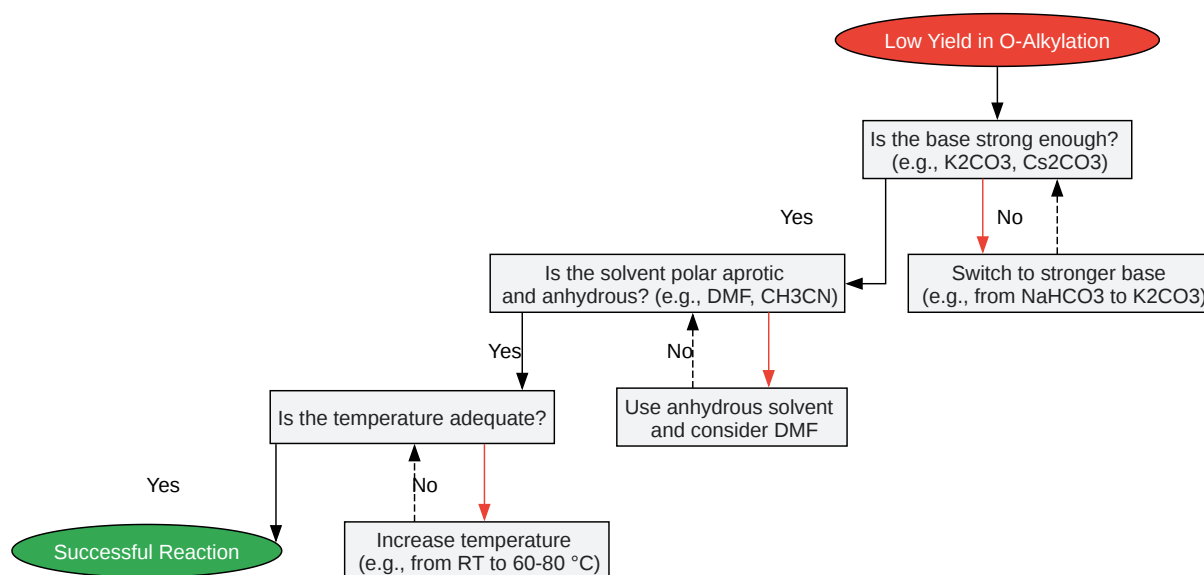 Low Yield in O-Alkylation
Is the base strong enough?
(e.g., K2CO3, Cs2CO3)
Yes
No
Is the solvent polar aprotic
and anhydrous? (e.g., DMF, CH3CN)
Switch to stronger base
(e.g., from NaHCO3 to K2CO3)
Yes
No
Is the temperature adequate?
Use anhydrous solvent
and consider DMF
Yes
No
Successful Reaction
Increase temperature
(e.g., from RT to 60-80 °C)